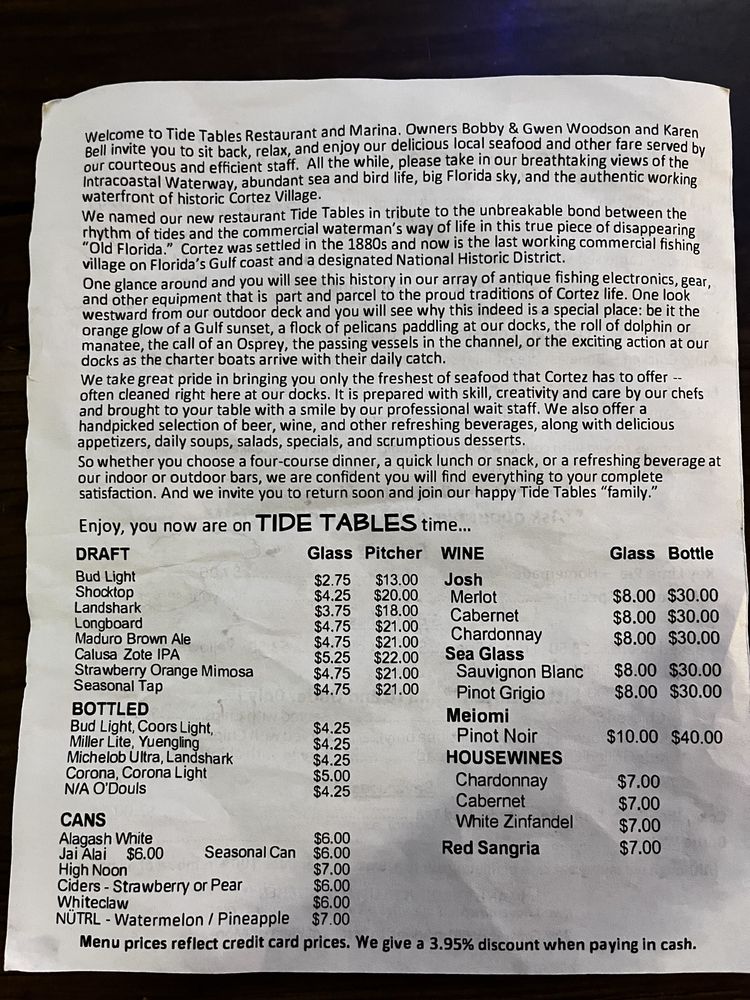 Welcome to Tide Tables Restaurant and Marina. Owners Bobby & Gwen Woodson and Karen
Bell invite you to sit back, relax, and enjoy our delicious local seafood and other fare served by
our courteous and efficient staff. All the while, please take in our breathtaking views of the
Intracoastal Waterway, abundant sea and bird life, big Florida sky, and the authentic working
waterfront of historic Cortez Village.
We named our new restaurant Tide Tables in tribute to the unbreakable bond between the
rhythm of tides and the commercial waterman's way of life in this true piece of disappearing
"Old Florida." Cortez was settled in the 1880s and now is the last working commercial fishing
village on Florida's Gulf coast and a designated National Historic District.
One glance around and you will see this history in our array of antique fishing electronics, gear,
and other equipment that is part and parcel to the proud traditions of Cortez life. One look
westward from our outdoor deck and you will see why this indeed is a special place: be it the
orange glow of a Gulf sunset, a flock of pelicans paddling at our docks, the roll of dolphin or
manatee, the call of an Osprey, the passing vessels in the channel, or the exciting action at our
docks as the charter boats arrive with their daily catch.
We take great pride in bringing you only the freshest of seafood that Cortez has to offer --
often cleaned right here at our docks. It is prepared with skill, creativity and care by our chefs
and brought to your table with a smile by our professional wait staff. We also offer a
handpicked selection of beer, wine, and other refreshing beverages, along with delicious
appetizers, daily soups, salads, specials, and scrumptious desserts.
So whether you choose a four-course dinner, a quick lunch or snack, or a refreshing beverage at
our indoor or outdoor bars, we are confident you will find everything to your complete
satisfaction. And we invite you to return soon and join our happy Tide Tables "family."
Enjoy, you now are on TIDE TABLES time...
DRAFT Glass Pitcher
Bud Light $2.75 $13.00
Shocktop $4.25 $20.00
Landshark $3.75 $18.00
Longboard $4.75 $21.00
Maduro Brown Ale $4.75 $21.00
Calusa Zote IPA $5.25 $22.00
Strawberry Orange Mimosa $4.75 $21.00
Seasonal Tap $4.75 $21.00
BOTTLED
Bud Light, Coors Light, $4.25
Miller Lite, Yuengling $4.25
Michelob Ultra, Landshark $4.25
Corona, Corona Light $5.00
N/A O'Douls $4.25
CANS
Alagash White $6.00
Jai Alai $6.00 Seasonal Can $6.00
High Noon $7.00
Ciders - Strawberry or Pear $6.00
Whiteclaw $6.00
NÜTRL - Watermelon / Pineapple $7.00
WINE Glass Bottle
Josh
Merlot $8.00 $30.00
Cabernet $8.00 $30.00
Chardonnay $8.00 $30.00
Sea Glass
Sauvignon Blanc $8.00 $30.00
Pinot Grigio $8.00 $30.00
Meiomi
Pinot Noir $10.00 $40.00
HOUSEWINES
Chardonnay $7.00
Cabernet $7.00
White Zinfandel $7.00
Red Sangria $7.00
Menu prices reflect credit card prices. We give a 3.95% discount when paying in cash.